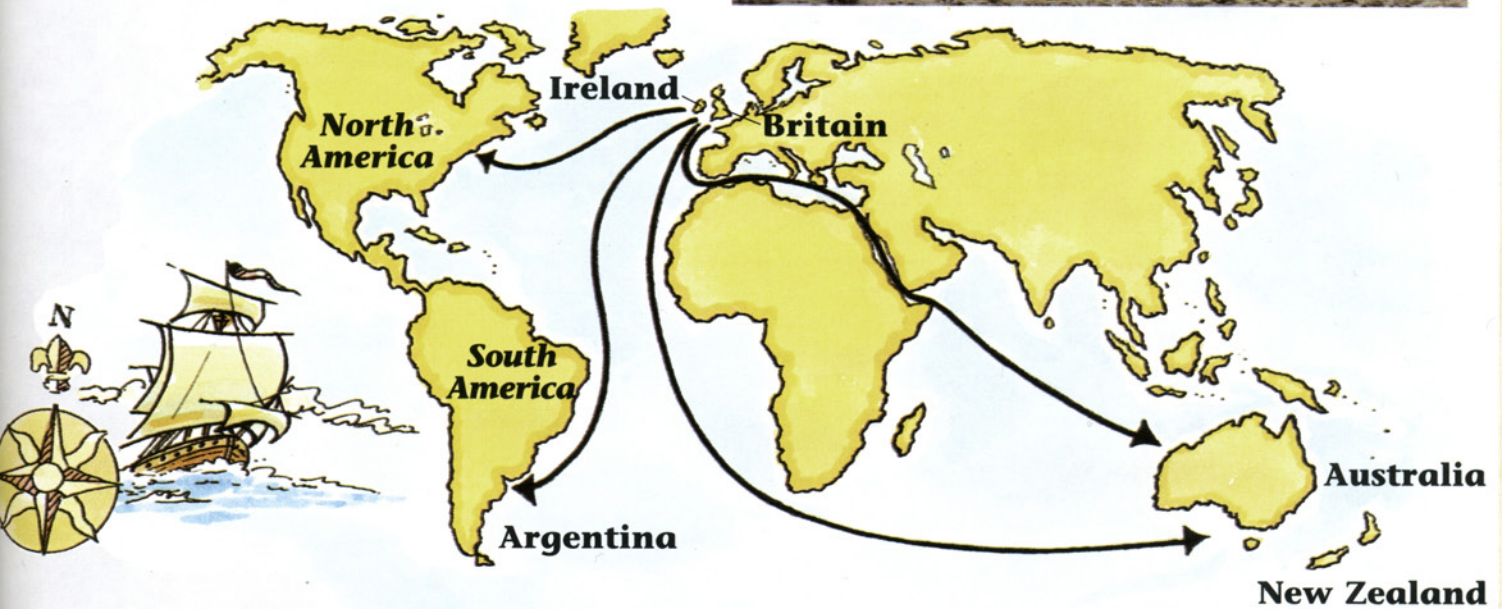 Ireland
Britain
North
America
South
America
N
Australia
Argentina
New Zealand